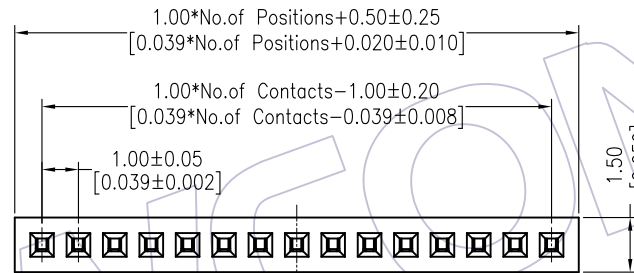 1.00*No.of Positions+0.50±0.25
[0.039*No.of Positions+0.020±0.010]
1.00*No.of Contacts-1.00±0.20
[0.039*No.of Contacts-0.039±0.008]
1.00±0.05
[0.039±0.002]
1.50